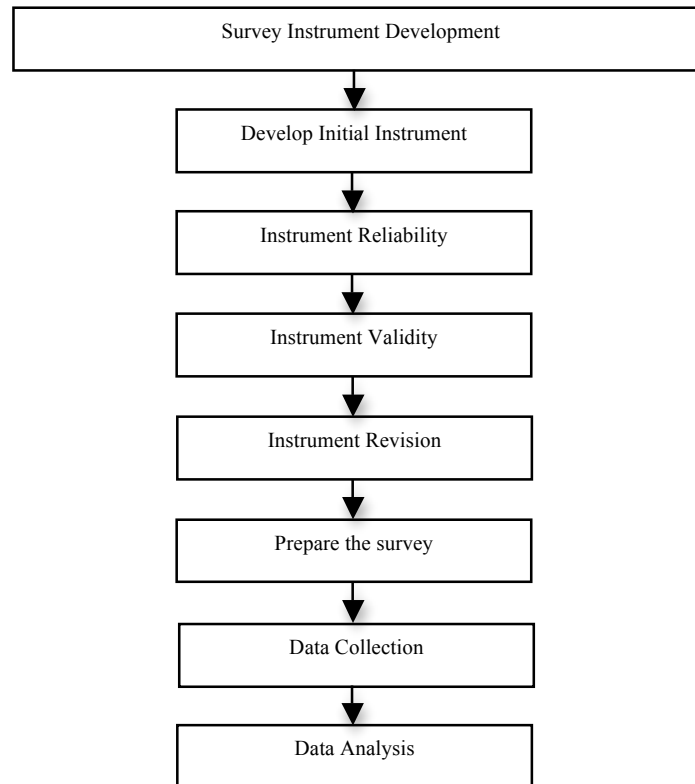 Survey Instrument Development
Develop Initial Instrument
Instrument Reliability
Instrument Validity
Instrument Revision
Prepare the survey
Data Collection
Data Analysis